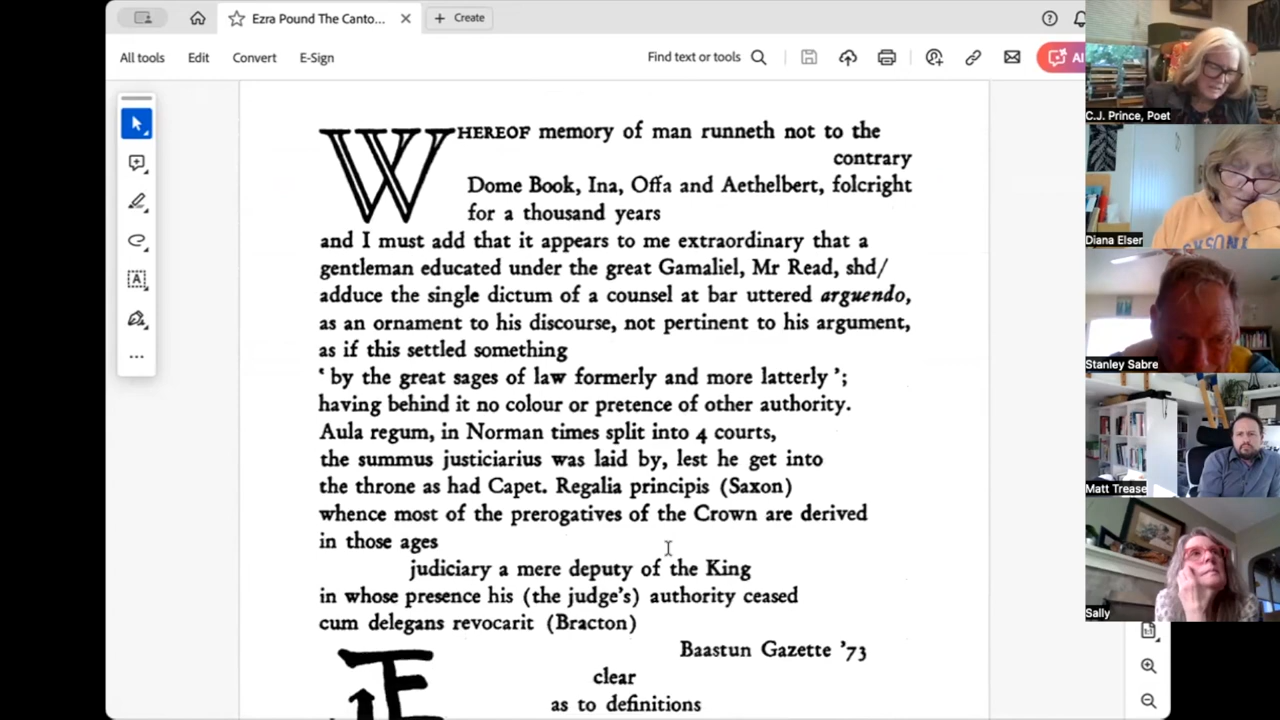 Ezra Pound The Canto...
Create
All tools
Edit
Convert
E-Sign
Find text or tools
AI
WHEREOF memory of man runneth not to the
contrary
Dome Book, Ina, Offa and Aethelbert, folcright
for a thousand years
and I must add that it appears to me extraordinary that a
gentleman educated under the great Gamaliel, Mr Read, shd/
adduce the single dictum of a counsel at bar uttered arguendo,
as an ornament to his discourse, not pertinent to his argument,
as if this settled something
‘ by the great sages of law formerly and more latterly ’;
having behind it no colour or pretence of other authority.
Aula regum, in Norman times split into 4 courts,
the summus justiciarius was laid by, lest he get into
the throne as had Capet. Regalia principis (Saxon)
whence most of the prerogatives of the Crown are derived
in those ages
judiciary a mere deputy of the King
in whose presence his (the judge’s) authority ceased
cum delegans revocarit (Bracton)
Baastun Gazette ’73
clear
as to definitions
C.J. Prince, Poet
Diana Elser
Stanley Sabre
Matt Trease
Sally